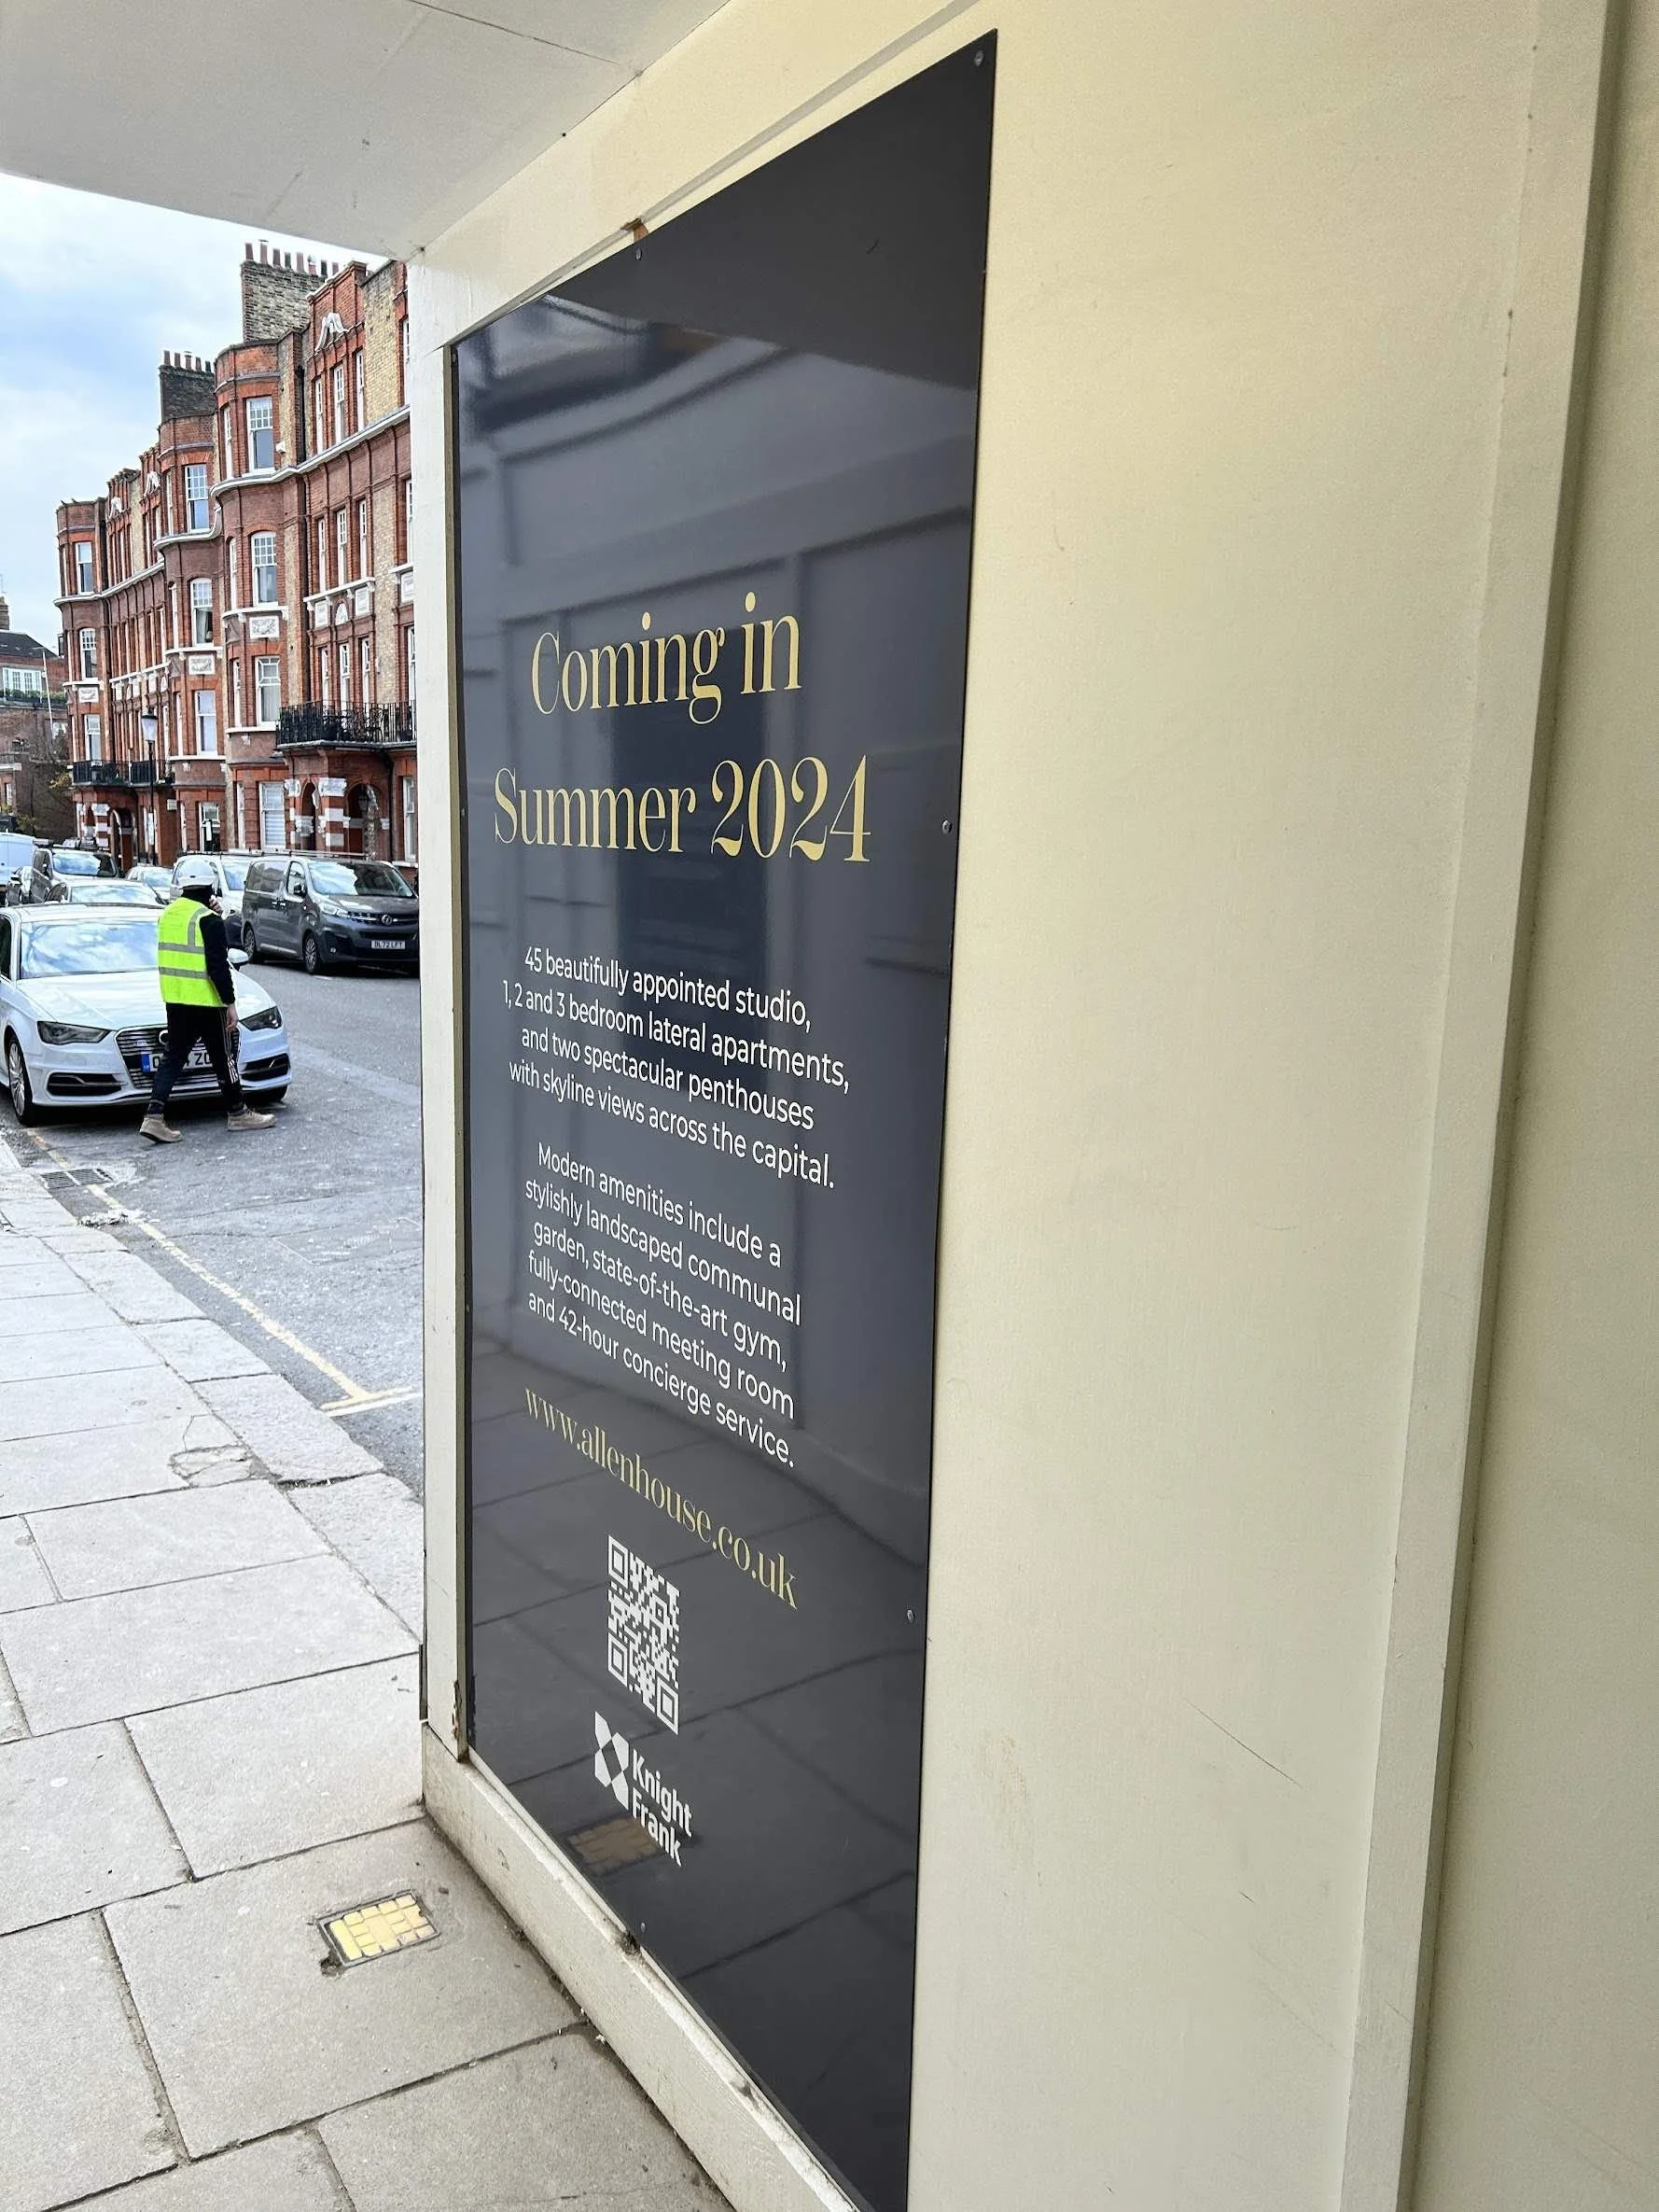 Coming in
Summer 2024
45 beautifully appointed studio,
1, 2 and 3 bedroom lateral apartments,
and two spectacular penthouses
with skyline views across the capital.
Modern amenities include a
stylishly landscaped communal
garden, state-of-the-art gym,
fully-connected meeting room
and 42-hour concierge service.
www.allenhouse.co.uk
Knight
Frank